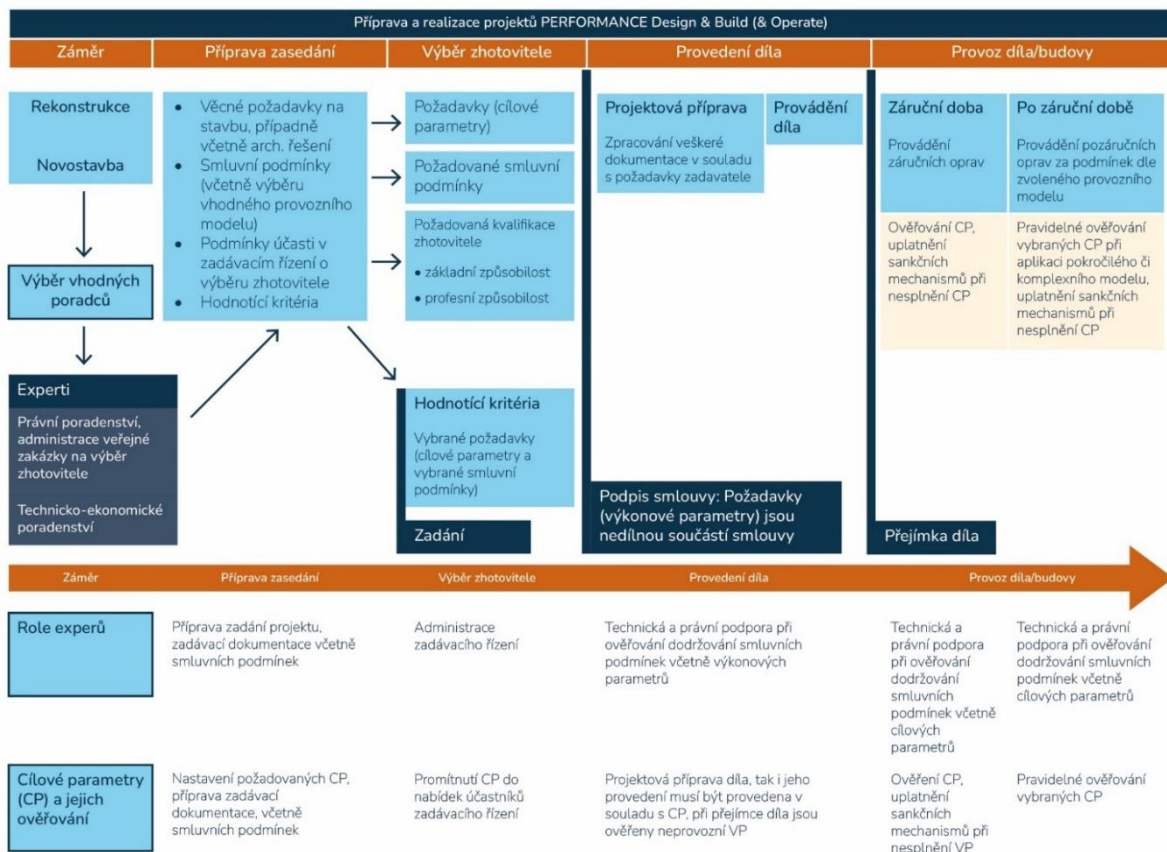 Příprava a realizace projektů PERFORMANCE Design & Build (& Operate)
Záměr
Příprava zasedání
Výběr zhotovitele
Provedení díla
Provoz díla/budovy
Rekonstrukce
Novostavba
Výběr vhodných
poradců
Experti
Právní poradenství,
administrace veřejné
zakázky na výběr
zhotovitele
Technicko-ekonomické
poradenství
• Věcné požadavky na
stavbu, případně
včetně arch. řešení
• Smluvní podmínky
(včetně výběru
vhodného provozního
modelu)
• Podmínky účasti v
zadávacím řízení o
výběru zhotovitele
• Hodnotící kritéria
Požadavky (cílové
parametry)
Požadované smluvní
podmínky
Požadovaná kvalifikace
zhotovitele
• základní způsobilost
• profesní způsobilost
Hodnotící kritéria
Vybrané požadavky
(cílové parametry a
vybrané smluvní
podmínky)
Zadání
Projektová příprava
Zpracování veškeré
dokumentace v souladu
s požadavky zadavatele
Provádění
díla
Podpis smlouvy: Požadavky
(výkonové parametry) jsou
nedílnou součástí smlouvy
Záruční doba
Provádění
záručních oprav
Po záruční době
Provádění pozáručních
oprav za podmínek dle
zvoleného provozního
modelu
Ověřování CP,
uplatnění
sankčních
mechanismů při
nesplnění CP
Pravidelné ověřování
vybraných CP při
aplikaci pokročilého či
komplexního modelu,
uplatnění sankčních
mechanismů při
nesplnění CP
Přejímka díla
Záměr
Příprava zasedání
Výběr zhotovitele
Provedení díla
Provoz díla/budovy
Role experů
Příprava zadání projektu,
zadávací dokumentace včetně
smluvních podmínek
Administrace
zadávacího řízení
Technická a právní podpora při
ověřování dodržování smluvních
podmínek včetně výkonových
parametrů
Technická a
právní podpora
při ověřování
dodržování
smluvních
podmínek včetně
cílových
parametrů
Technická a právní
podpora při ověřování
dodržování smluvních
podmínek včetně
cílových parametrů
Cílové parametry
(CP) a jejich
ověřování
Nastavení požadovaných CP,
příprava zadávací
dokumentace, včetně
smluvních podmínek
Promítnutí CP do
nabídek účastníků
zadávacího řízení
Projektová příprava díla, tak i jeho
provedení musí být provedena v
souladu s CP, při přejímce díla jsou
ověřeny neprovozní VP
Ověření CP,
uplatnění
sankčních
mechanismů při
nesplnění VP
Pravidelné ověřování
vybraných CP